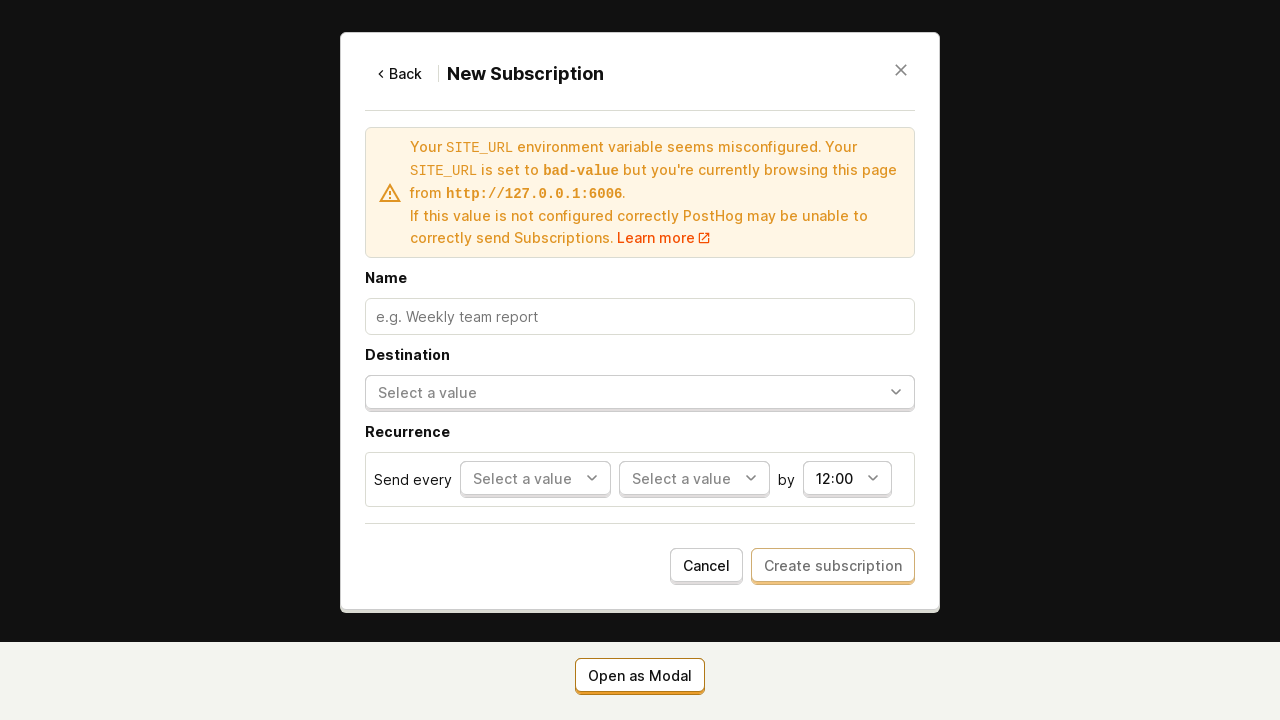 Back
New Subscription
Your SITE_URL environment variable seems misconfigured. Your
SITE_URL is set to bad-value but you're currently browsing this page
from http://127.0.0.1:6006.
If this value is not configured correctly PostHog may be unable to
correctly send Subscriptions. Learn more
Name
e.g. Weekly team report
Destination
Select a value
Recurrence
Send every Select a value Select a value by 12:00
Cancel Create subscription
Open as Modal